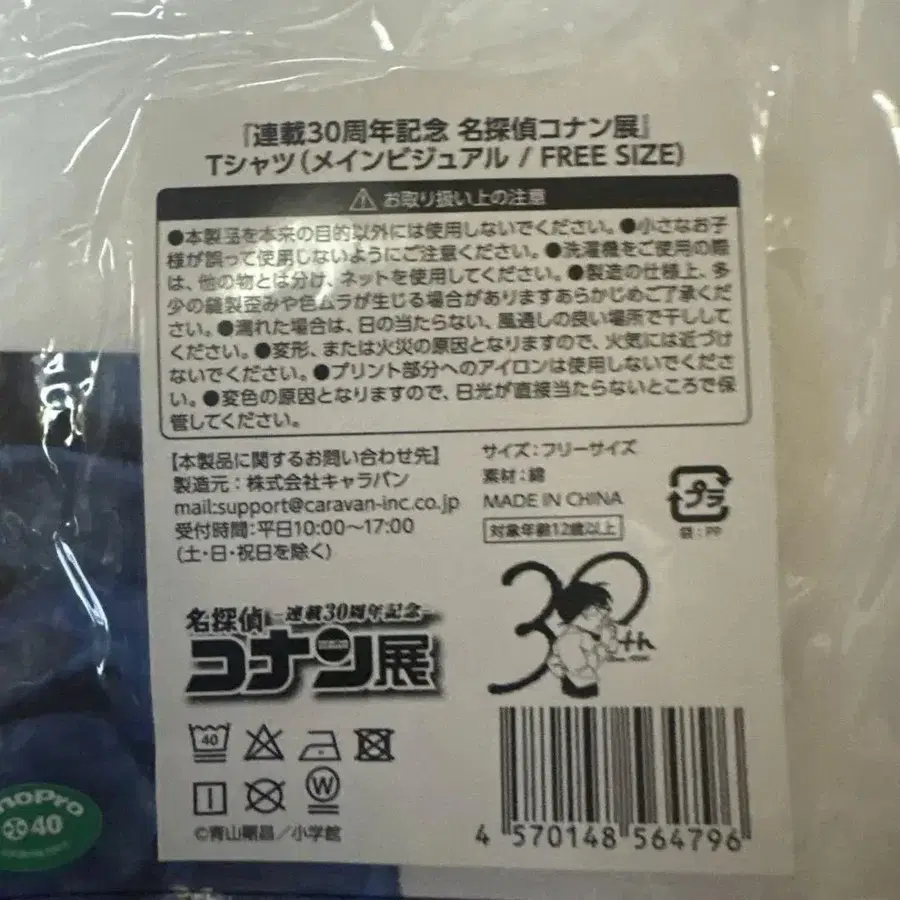 『連載30周年記念 名探偵コナン展』
Tシャツ（メインビジュアル / FREE SIZE）
お取り扱い上の注意
●本製品を本来の目的以外には使用しないでください。●小さなお子
様が誤って使用しないようにご注意ください。●洗濯機をご使用の際
は、他の物とは分け、ネットを使用してください。●製造の仕様上、多
少の縫製歪みや色ムラが生じる場合がありますあらかじめご了承くだ
さい。●濡れた場合は、日の当たらない、風通しの良い場所で干しして
ください。●変形、または火災の原因となりますので、火気には近づけ
ないでください。●プリント部分へのアイロンは使用しないでくださ
い。●変色の原因となりますので、日光が直接当たらないところで保
管してください。
【本製品に関するお問い合わせ先】
製造元：株式会社キャラバン
mail:support@caravan-inc.co.jp
受付時間：平日10:00〜17:00
（土・日・祝日を除く）
サイズ：フリーサイズ
素材：綿
MADE IN CHINA
対象年齢12歳以上
プラ
袋：PP
名探偵 連載30周年記念
コナン展
30th
40
W
©青山剛昌／小学館
4 570148 564796
nopro
40